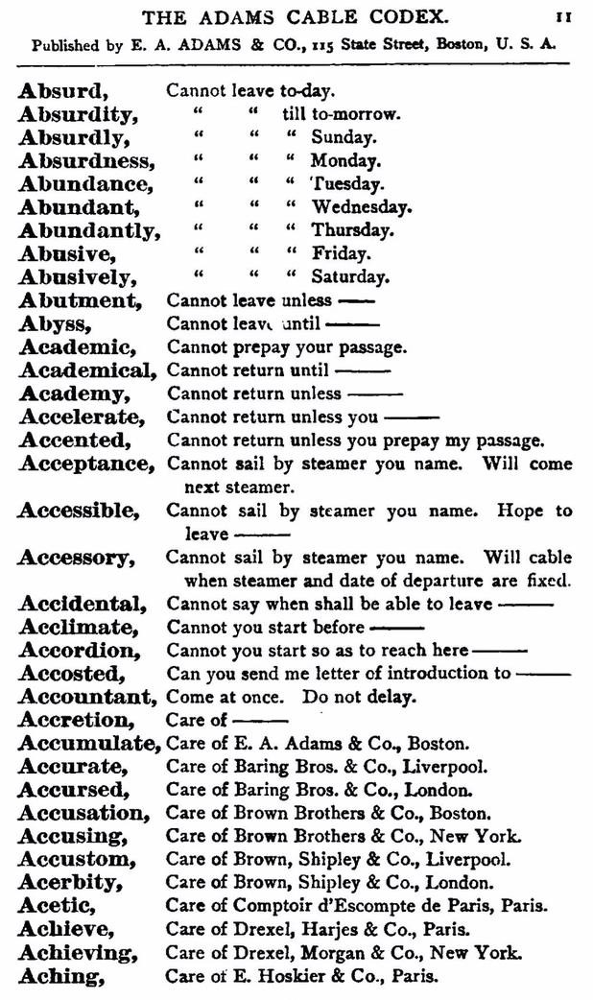 THE ADAMS CABLE CODEX. 11
Published by E. A. ADAMS & CO., 115 State Street, Boston, U. S. A.
Absurd, Cannot leave to-day.
Absurdity, “ “ till to-morrow.
Absurdly, “ “ “ Sunday.
Absurdness, “ “ “ Monday.
Abundance, “ “ “ Tuesday.
Abundant, “ “ “ Wednesday.
Abundantly, “ “ “ Thursday.
Abusive, “ “ “ Friday.
Abusively, “ “ “ Saturday.
Abutment, Cannot leave unless ——
Abyss, Cannot leave until ——
Academic, Cannot prepay your passage.
Academical, Cannot return until ——
Academy, Cannot return unless ——
Accelerate, Cannot return unless you ——
Accented, Cannot return unless you prepay my passage.
Acceptance, Cannot sail by steamer you name. Will come
next steamer.
Accessible, Cannot sail by steamer you name. Hope to
leave ——
Accessory, Cannot sail by steamer you name. Will cable
when steamer and date of departure are fixed.
Accidental, Cannot say when shall be able to leave ——
Acclimate, Cannot you start before ——
Accordion, Cannot you start so as to reach here ——
Accosted, Can you send me letter of introduction to ——
Accountant, Come at once. Do not delay.
Accretion, Care of ——
Accumulate, Care of E. A. Adams & Co., Boston.
Accurate, Care of Baring Bros. & Co., Liverpool.
Accursed, Care of Baring Bros. & Co., London.
Accusation, Care of Brown Brothers & Co., Boston.
Accusing, Care of Brown Brothers & Co., New York.
Accustom, Care of Brown, Shipley & Co., Liverpool.
Acerbity, Care of Brown, Shipley & Co., London.
Acetic, Care of Comptoir d'Escompte de Paris, Paris.
Achieve, Care of Drexel, Harjes & Co., Paris.
Achieving, Care of Drexel, Morgan & Co., New York.
Aching, Care of E. Hoskier & Co., Paris.